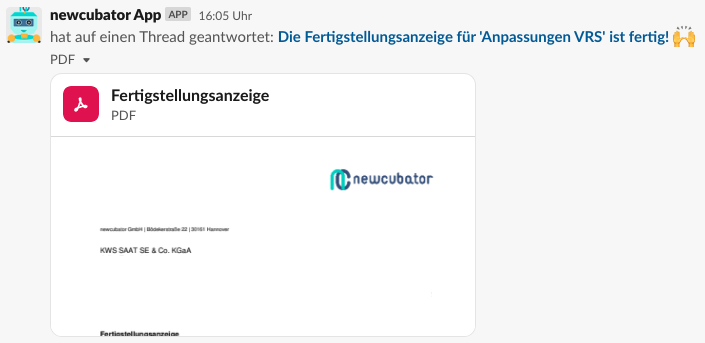 newcubator App APP 16:05 Uhr
hat auf einen Thread geantwortet: Die Fertigstellungsanzeige für 'Anpassungen VRS' ist fertig! 🙌
PDF
Fertigstellungsanzeige
PDF
newcubator
newcubator GmbH | Bödekerstraße 22 | 30161 Hannover
KWS SAAT SE & Co. KGaA
Fertigstellungsanzeige